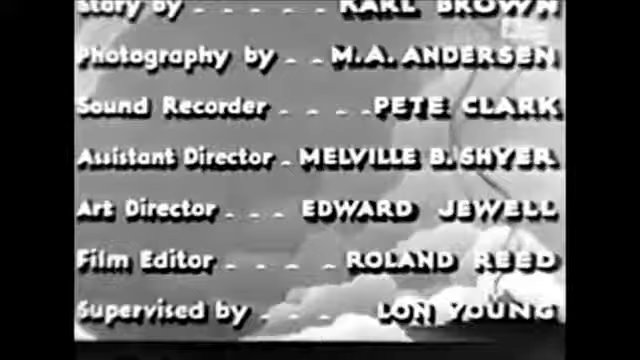 Story by _ _ _ _ _ KARL BROWN
Photography by _ _ M.A. ANDERSEN
Sound Recorder _ _ _ _ PETE CLARK
Assistant Director _ MELVILLE B. SHYER
Art Director _ _ _ EDWARD JEWELL
Film Editor _ _ _ _ ROLAND REED
Supervised by _ _ _ LON YOUNG